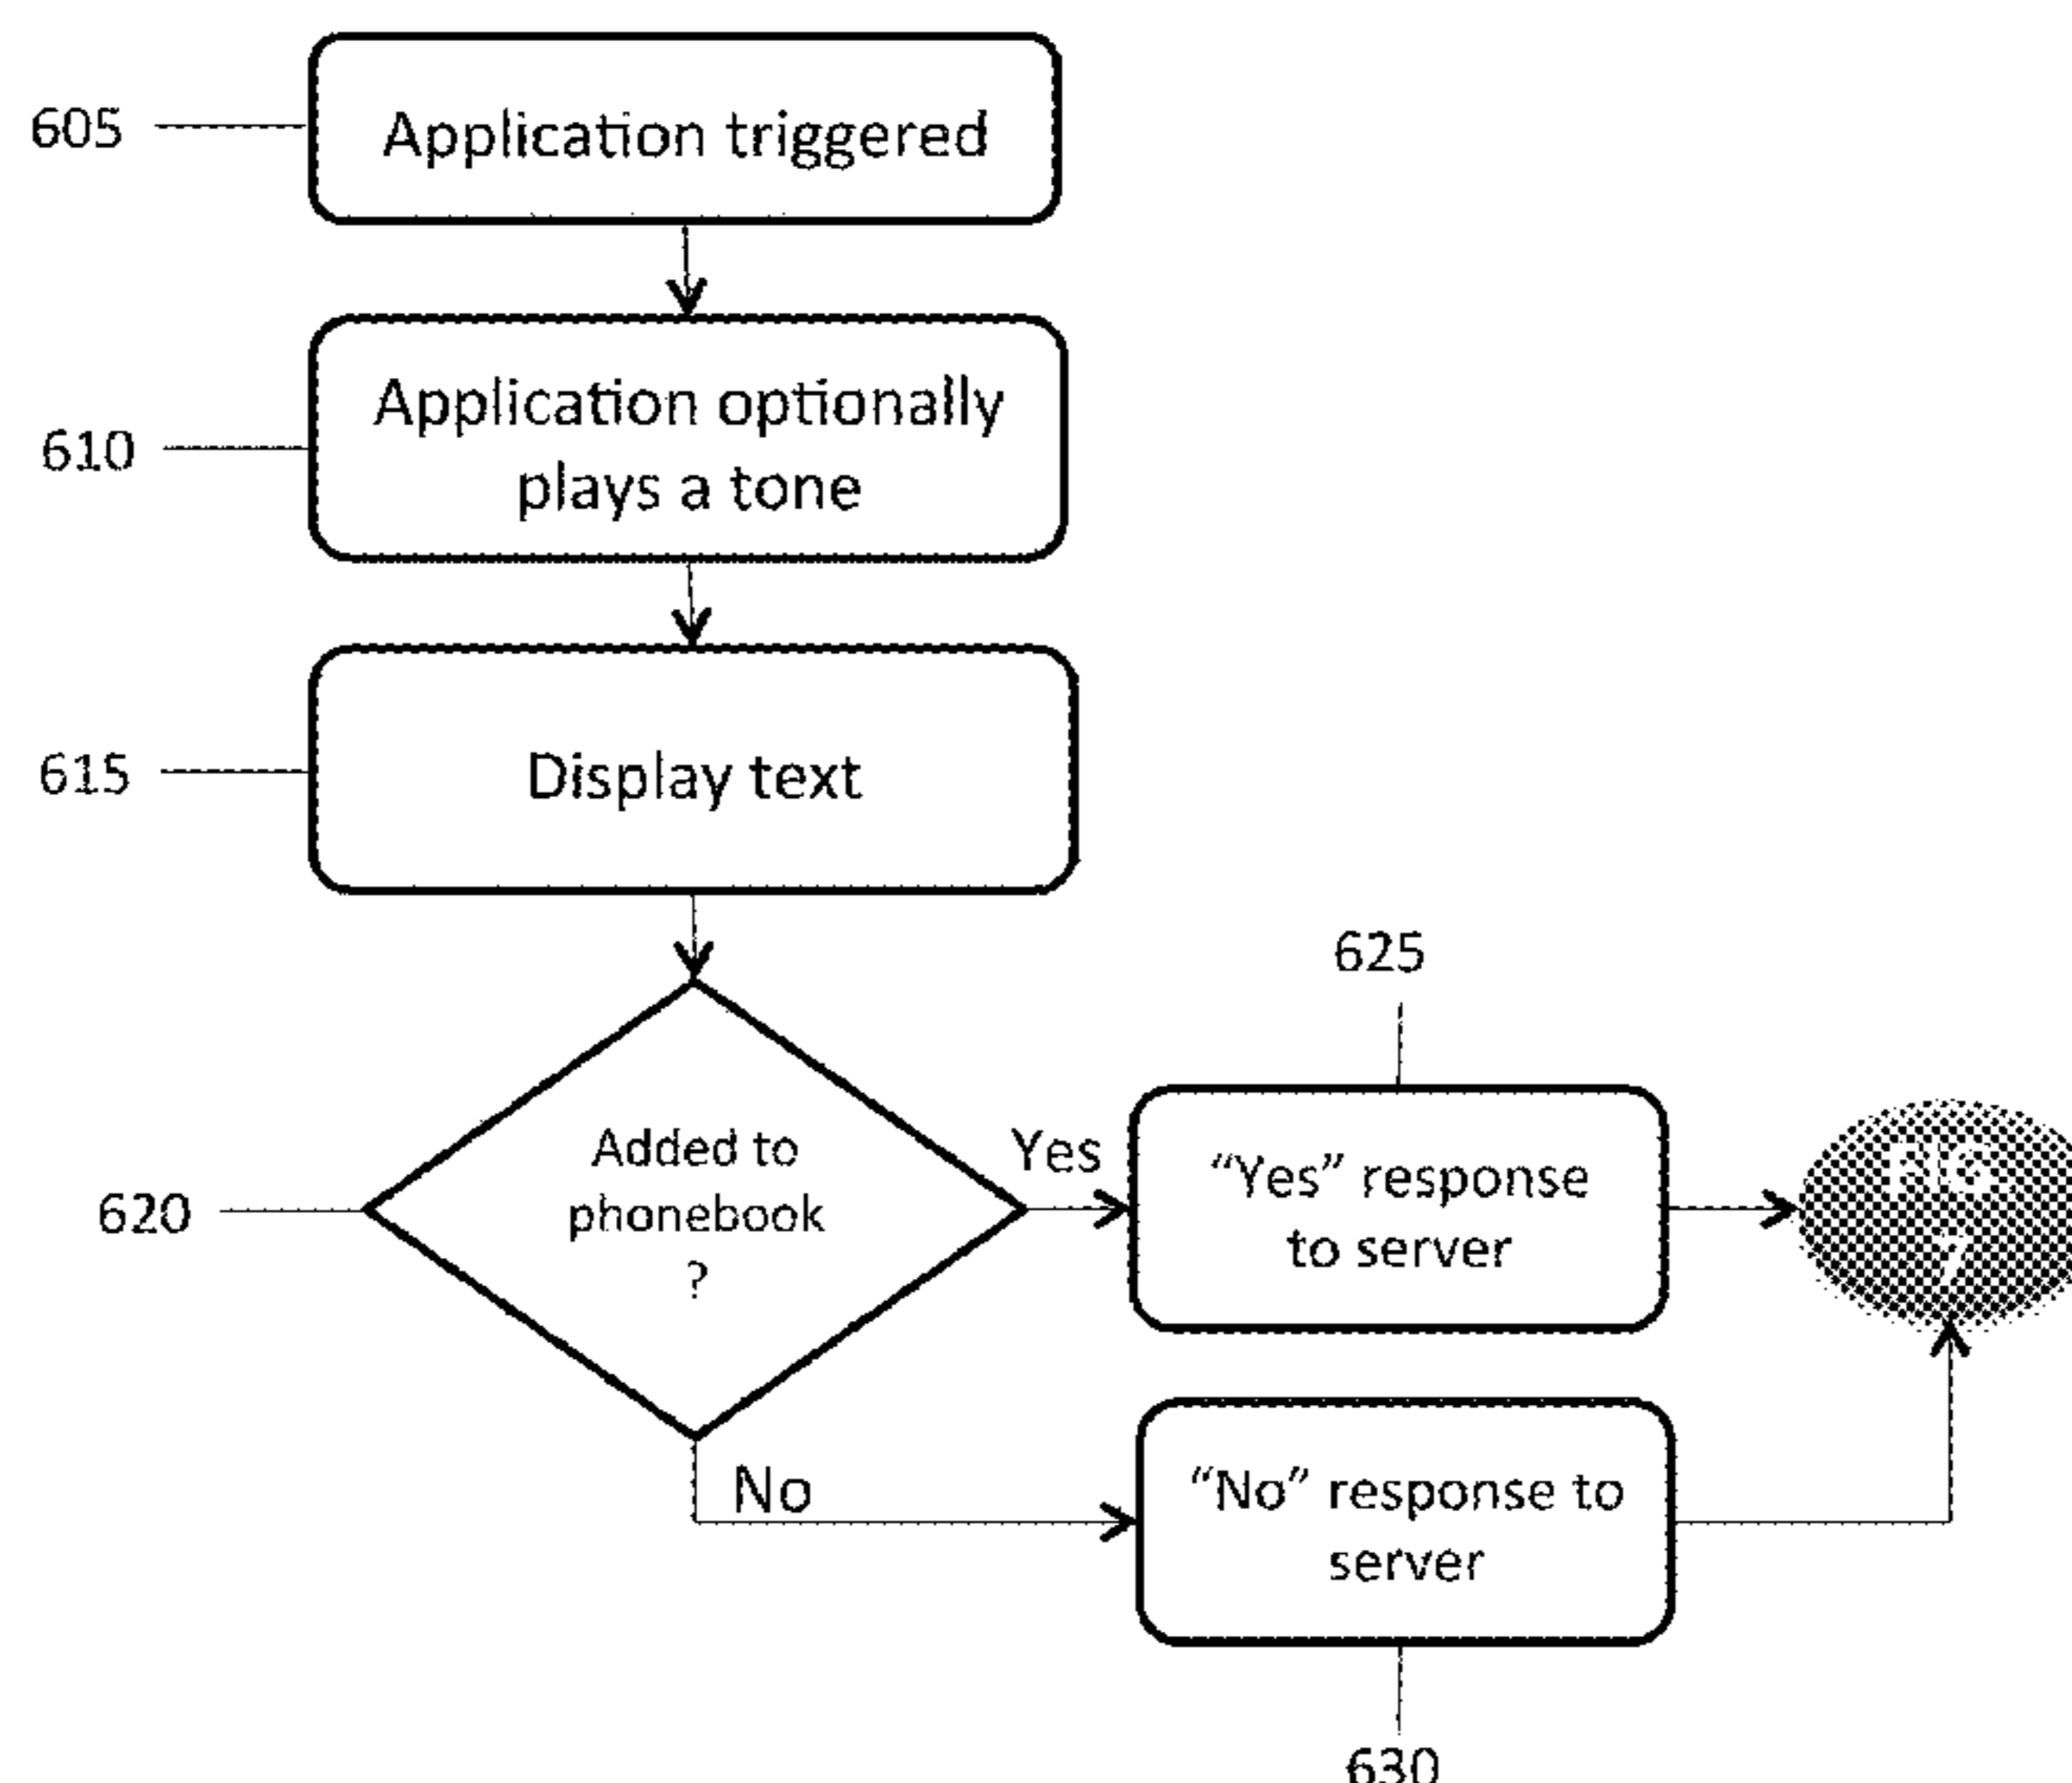 605
Application triggered
610
Application optionally
plays a tone
615
Display text
625
620
Added to
phonebook
?
Yes
“Yes” response
to server
No
“No” response to
server
630